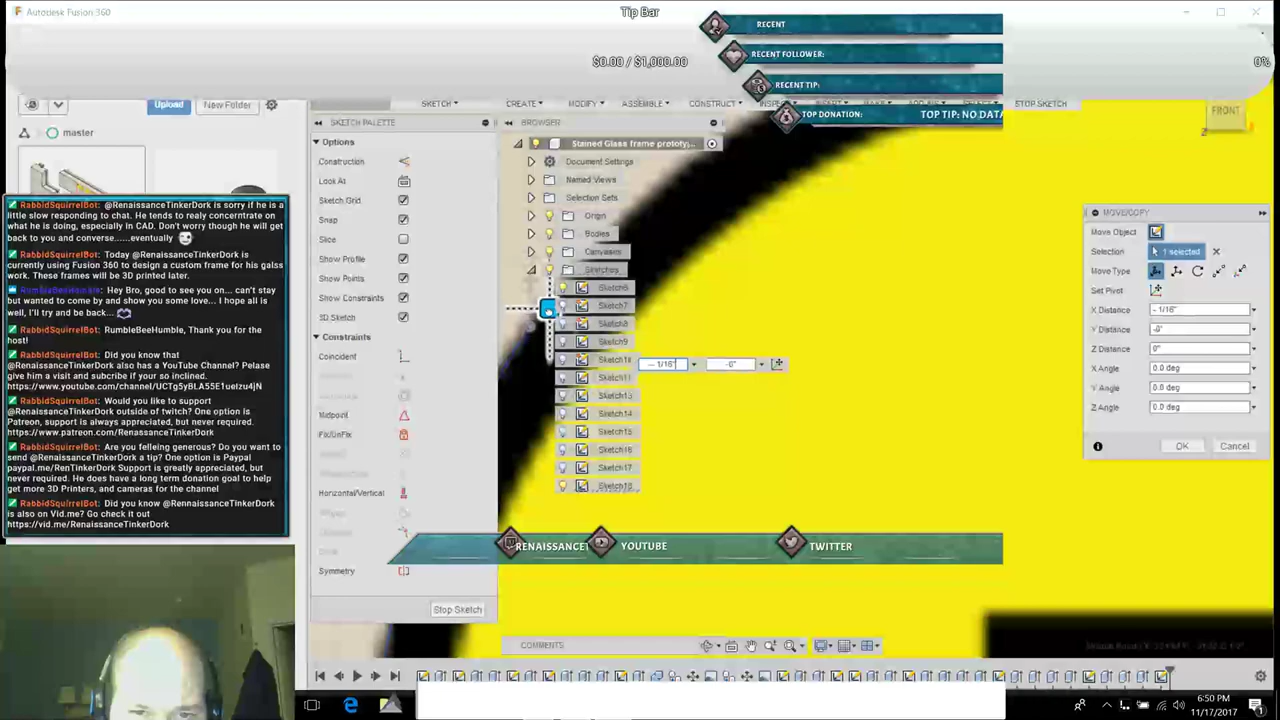 Autodesk Fusion 360
Tip Bar
RECENT
$0.00 / $1,000.00
RECENT FOLLOWER:
0%
RECENT TIP:
Upload
New Folder
SKETCH
CREATE
MODIFY
ASSEMBLE
CONSTRUCT
STOP SKETCH
TOP DONATION:
TOP TIP: NO DATA
FRONT
Z
master
SKETCH PALETTE
BROWSER
Options
Construction
Look At
Sketch Grid
Snap
Slice
Show Profile
Show Points
Show Constraints
3D Sketch
Constraints
Coincident
Midpoint
Fix/UnFix
Horizontal/Vertical
Symmetry
Stop Sketch
Stained Glass frame prototyp...
Document Settings
Named Views
Selection Sets
Origin
Bodies
Canvases
Sketches
Sketch6
Sketch7
Sketch8
Sketch9
Sketch10
Sketch11
Sketch13
Sketch14
Sketch15
Sketch16
Sketch17
Sketch18
- 1/16"
-0"
MOVE/COPY
Move Object
Selection
1 selected
Move Type
Set Pivot
X Distance
- 1/16"
Y Distance
-0"
Z Distance
0"
X Angle
0.0 deg
Y Angle
0.0 deg
Z Angle
0.0 deg
OK
Cancel
RabbidSquirrelBot: @RenaissanceTinkerDork is sorry if he is a
little slow responding to chat. He tends to realy concerntrate on
what he is doing, especially in CAD. Don't worry though he will get
back to you and converse......eventually
RabbidSquirrelBot: Today @RenaissanceTinkerDork is
currently using Fusion 360 to design a custom frame for his galss
work. These frames will be 3D printed later.
RumbleBeeHumble: Hey Bro, good to see you on... can't stay
but wanted to come by and show you some love... I hope all is
well, I'll try and be back...
RabbidSquirrelBot: RumbleBeeHumble, Thank you for the
host!
RabbidSquirrelBot: Did you know that
@RenaissanceTinkerDork also has a YouTube Channel? Pelase
give him a visit and subcribe if your so inclined.
https://www.youtube.com/channel/UCTg5yBLA55E1uelzu4jN
RabbidSquirrelBot: Would you like to support
@RenaissanceTinkerDork outside of twitch? One option is
Patreon, support is always appreciated, but never required.
https://www.patreon.com/RenaissanceTinkerDork
RabbidSquirrelBot: Are you felleing generous? Do you want to
send @RenaissanceTinkerDork a tip? One option is Paypal
paypal.me/RenTinkerDork Support is greatly appreciated, but
never required. He does have a long term donation goal to help
get more 3D Printers, and cameras for the channel
RabbidSquirrelBot: Did you know @RennaissanceTinkerDork
is also on Vid.me? Go check it out
https://vid.me/RenaissanceTinkerDork
RENAISSANCET
YOUTUBE
TWITTER
COMMENTS
6:50 PM
11/17/2017